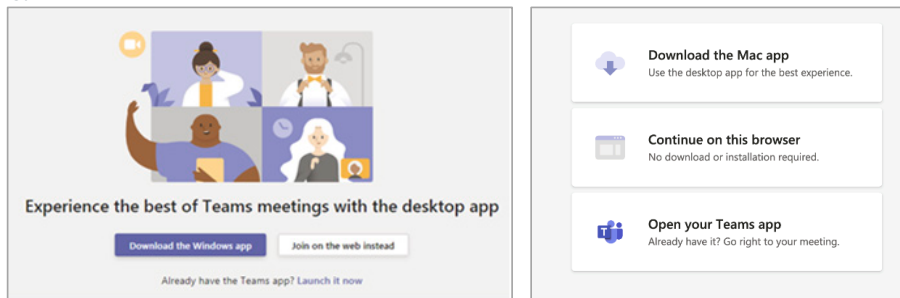 Experience the best of Teams meetings with the desktop app
Download the Windows app
Join on the web instead
Already have the Teams app? Launch it now
Download the Mac app
Use the desktop app for the best experience.
Continue on this browser
No download or installation required.
Open your Teams app
Already have it? Go right to your meeting.